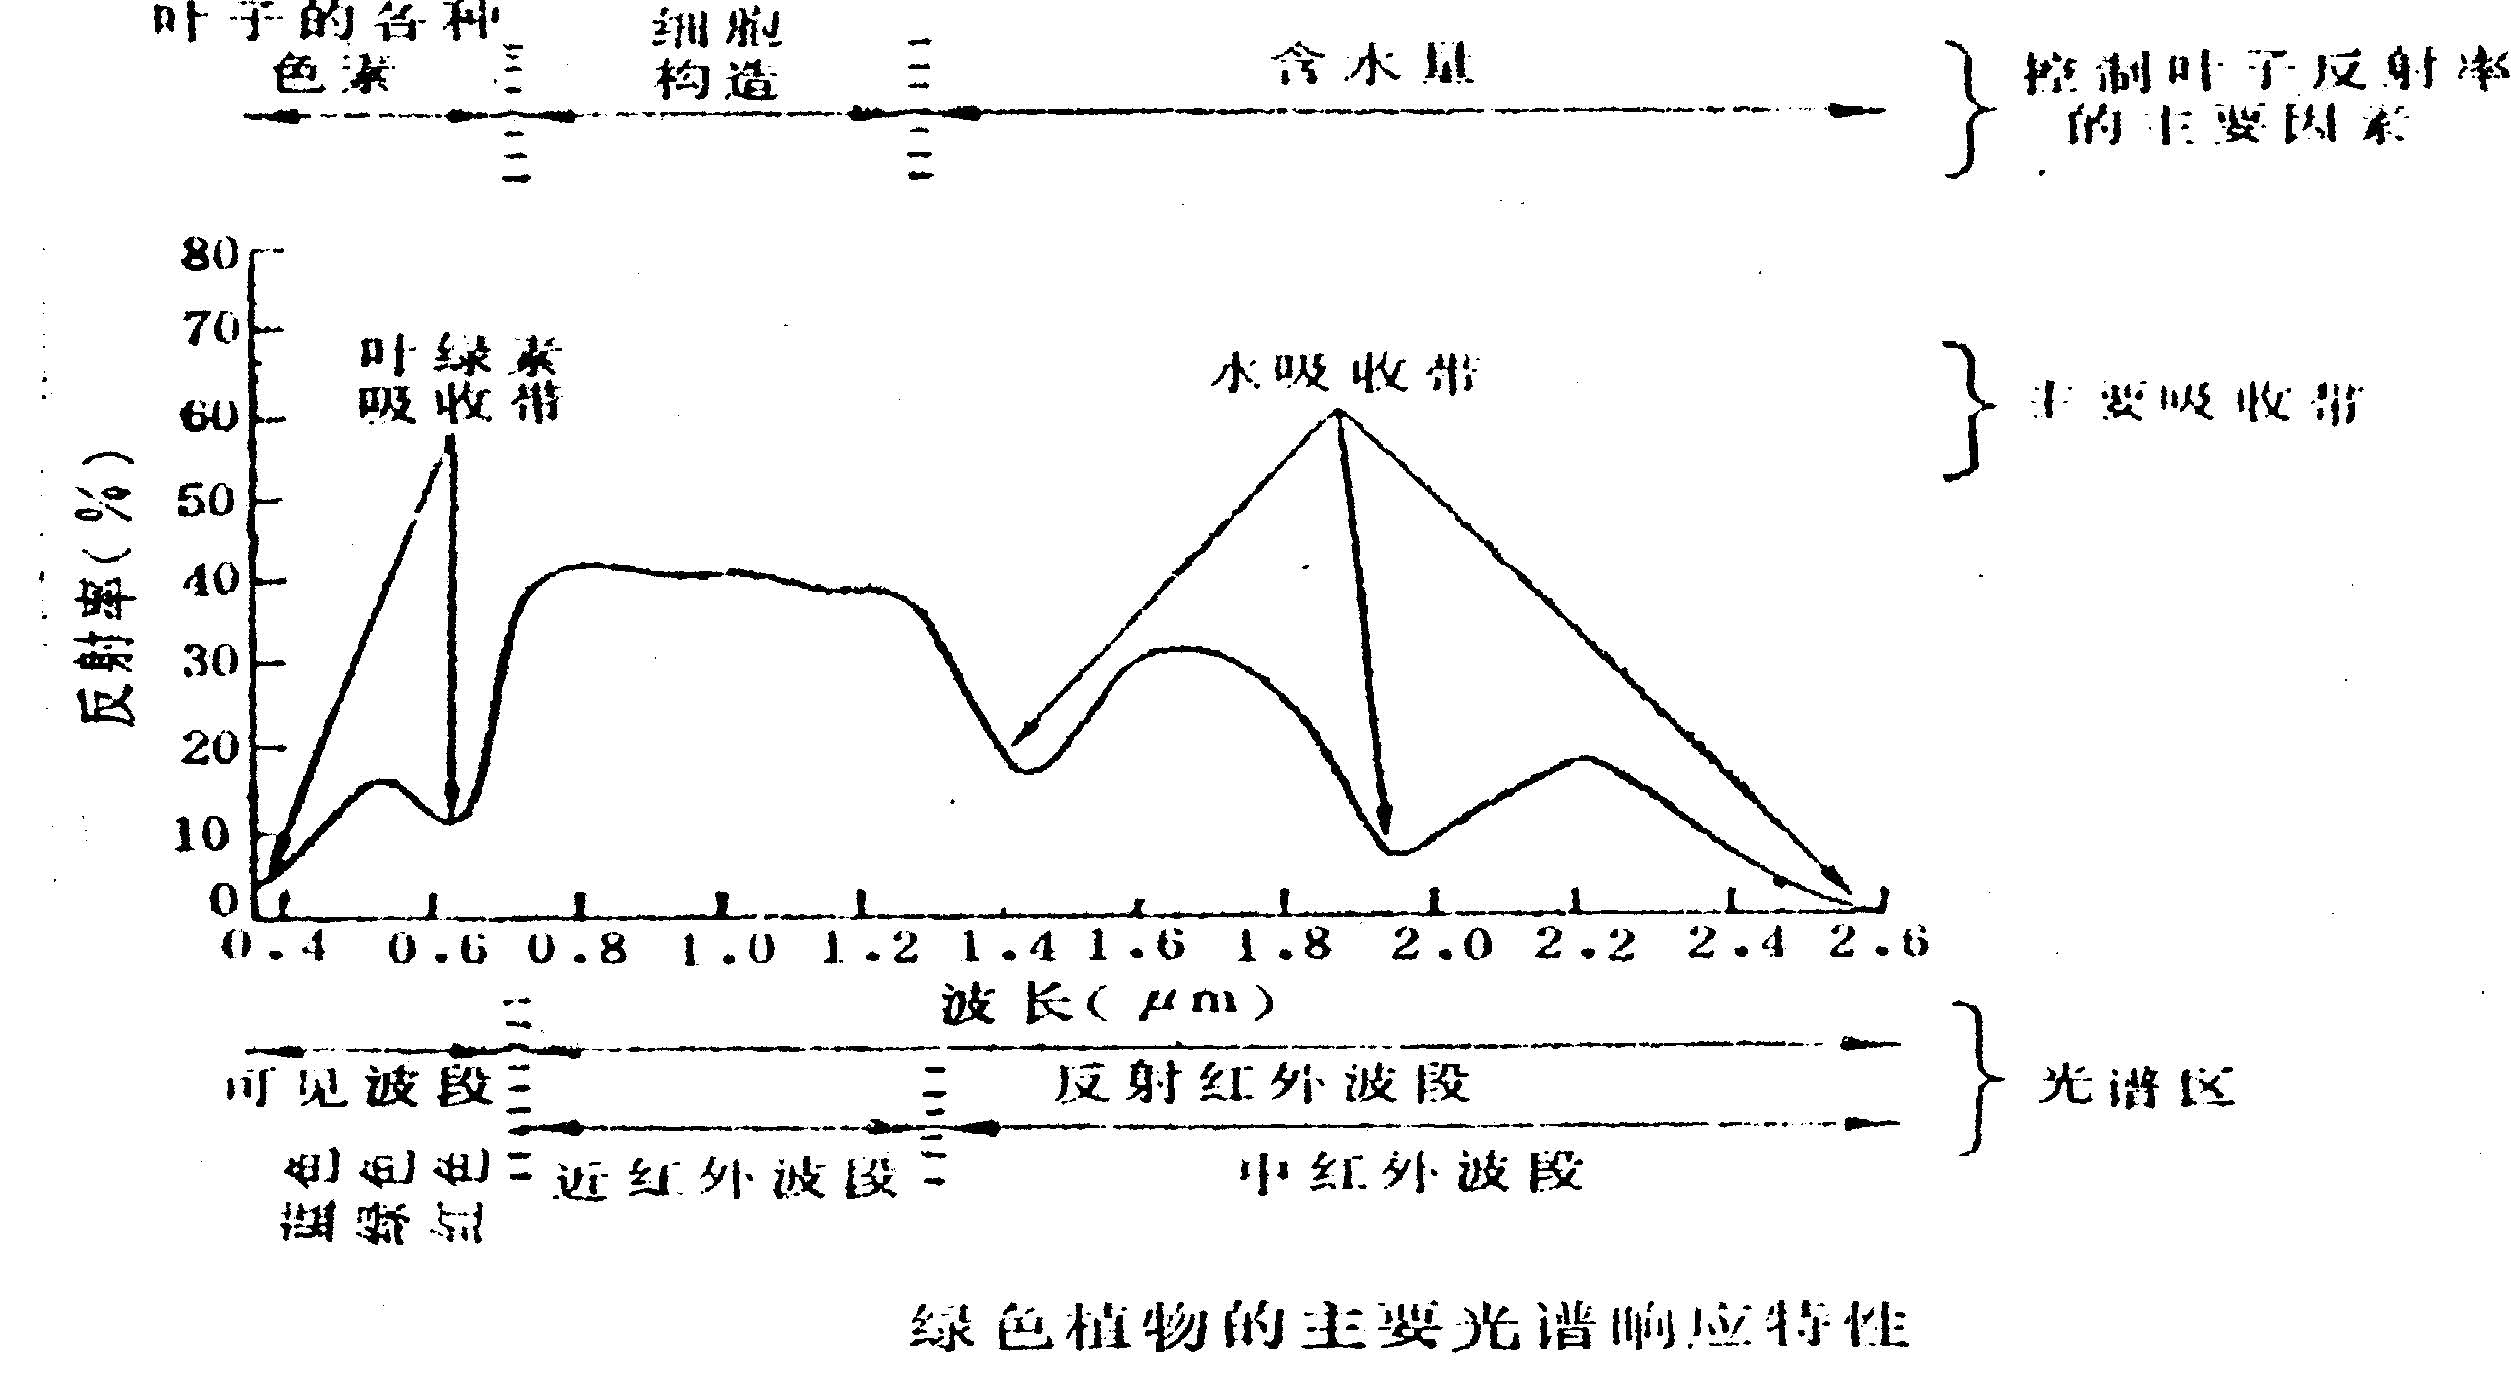 叶子的各种
色素
细胞
构造
含水量
控制叶子反射率
的主要因素
80
70
60
50
40
30
20
10
0
反射率(%)
叶绿素
吸收带
水吸收带
主要吸收带
0.4 0.6 0.8 1.0 1.2 1.4 1.6 1.8 2.0 2.2 2.4 2.6
波长(μm)
可见波段
反射红外波段
光谱区
近红外波段
中红外波段
绿色植物的主要光谱响应特性